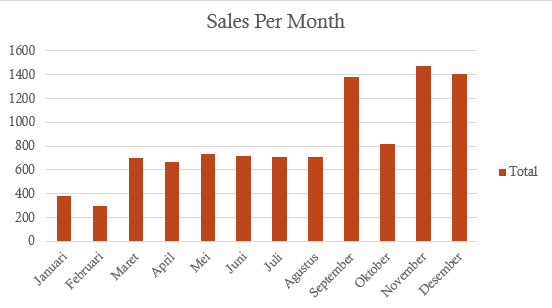 Sales Per Month
1600
1400
1200
1000
800
600
400
200
0
Januari
Februari
Maret
April
Mei
Juni
Juli
Agustus
September
Oktober
November
Desember
Total